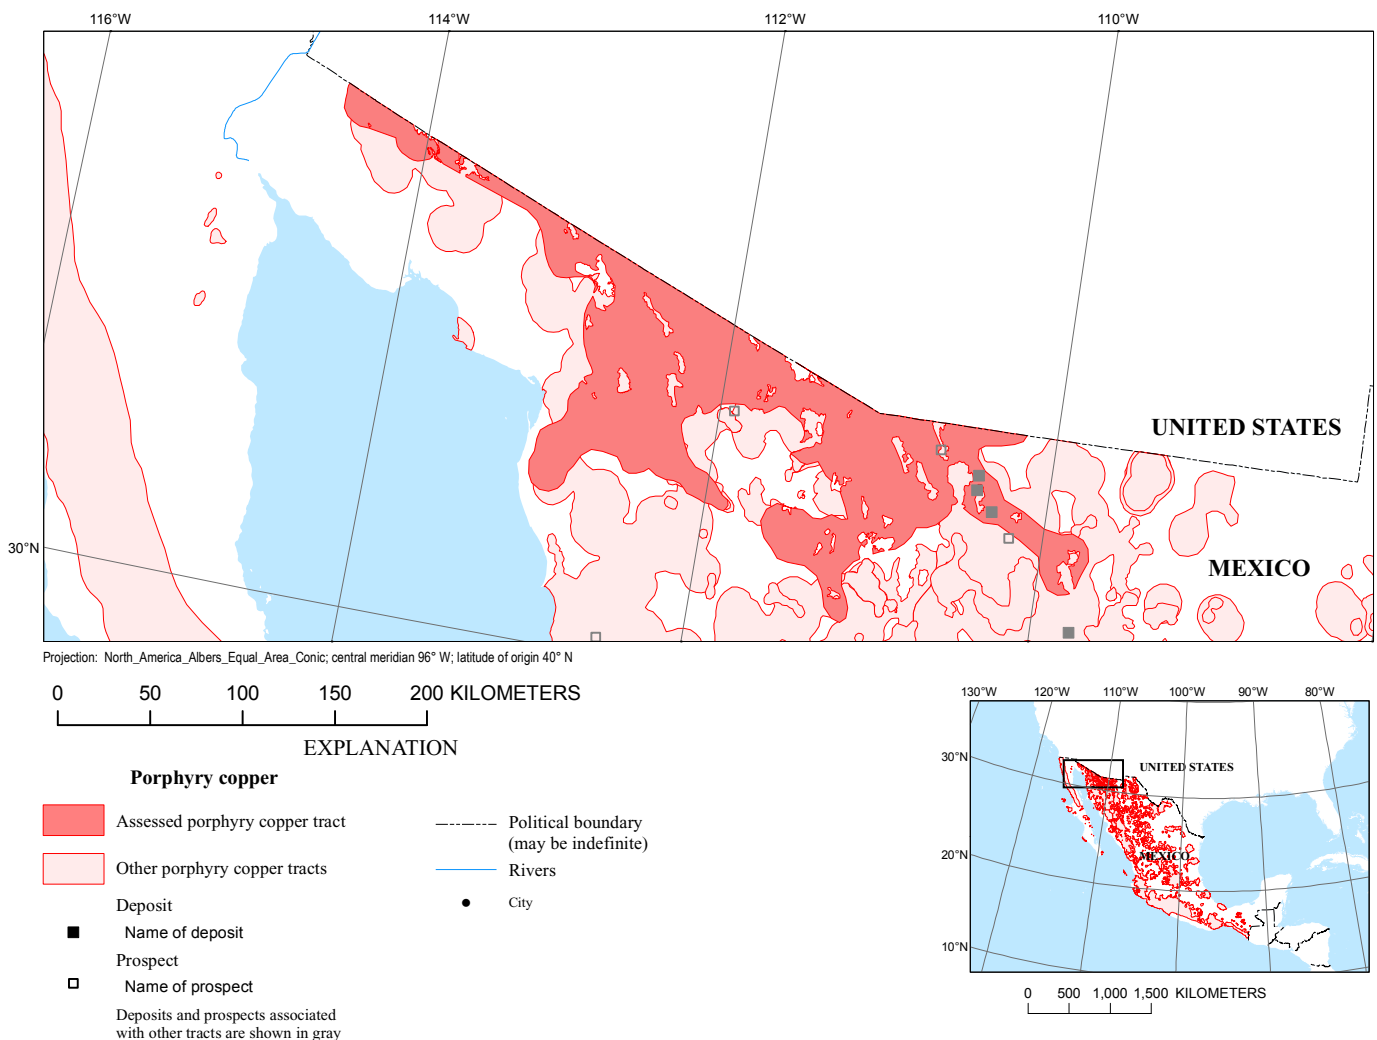 116°W 114°W 112°W 110°W
UNITED STATES
30°N
MEXICO
Projection: North_America_Albers_Equal_Area_Conic; central meridian 96° W; latitude of origin 40° N
0 50 100 150 200 KILOMETERS
EXPLANATION
Porphyry copper
Assessed porphyry copper tract
Other porphyry copper tracts
Deposit
Name of deposit
Prospect
Name of prospect
Deposits and prospects associated
with other tracts are shown in gray
Political boundary
(may be indefinite)
Rivers
City
130°W 120°W 110°W 100°W 90°W 80°W
30°N
UNITED STATES
20°N
MEXICO
10°N
0 500 1,000 1,500 KILOMETERS